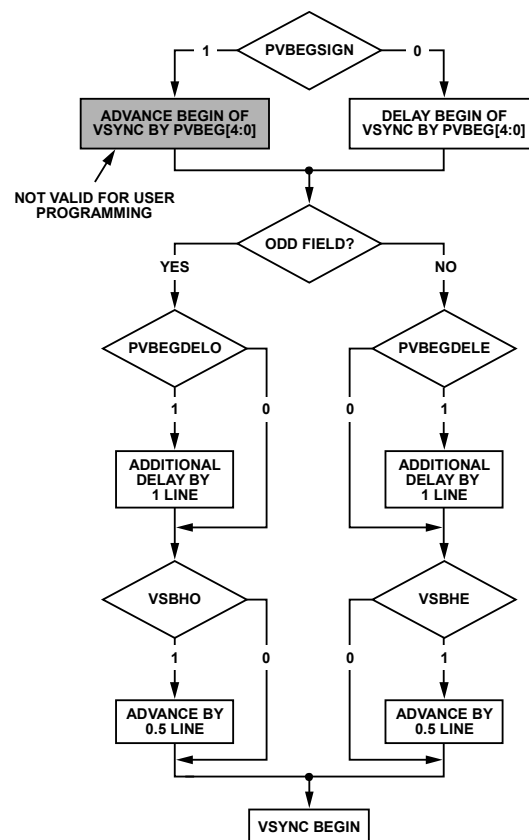 PVBEGSIGN
1
0
ADVANCE BEGIN OF
VSYNC BY PVBEG[4:0]
DELAY BEGIN OF
VSYNC BY PVBEG[4:0]
NOT VALID FOR USER
PROGRAMMING
ODD FIELD?
YES
NO
PVBEGDELO
PVBEGDELE
1
0
0
1
ADDITIONAL
DELAY BY
1 LINE
ADDITIONAL
DELAY BY
1 LINE
VSBHO
VSBHE
1
0
0
1
ADVANCE BY
0.5 LINE
ADVANCE BY
0.5 LINE
VSYNC BEGIN